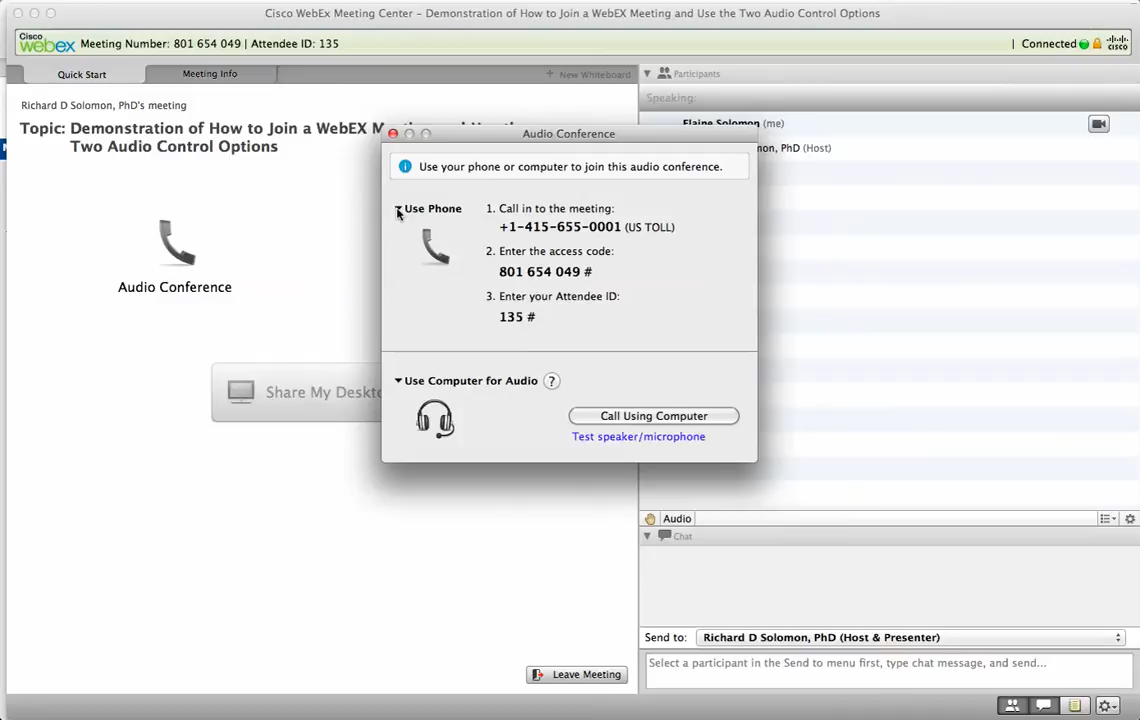 Cisco WebEx Meeting Center - Demonstration of How to Join a WebEX Meeting and Use the Two Audio Control Options
Cisco webex Meeting Number: 801 654 049 | Attendee ID: 135
| Connected
CISCO
Quick Start
Meeting Info
+ New Whiteboard
Participants
Richard D Solomon, PhD's meeting
Speaking:
Topic: Demonstration of How to Join a WebEX
Two Audio Control Options
Elaine Solomon (me)
PhD (Host)
Audio Conference
Use your phone or computer to join this audio conference.
Use Phone
1. Call in to the meeting:
+1-415-655-0001 (US TOLL)
2. Enter the access code:
801 654 049 #
3. Enter your Attendee ID:
135 #
Use Computer for Audio ?
Call Using Computer
Test speaker/microphone
Audio Conference
Share My
Audio
Chat
Send to: Richard D Solomon, PhD (Host & Presenter)
Select a participant in the Send to menu first, type chat message, and send...
Leave Meeting